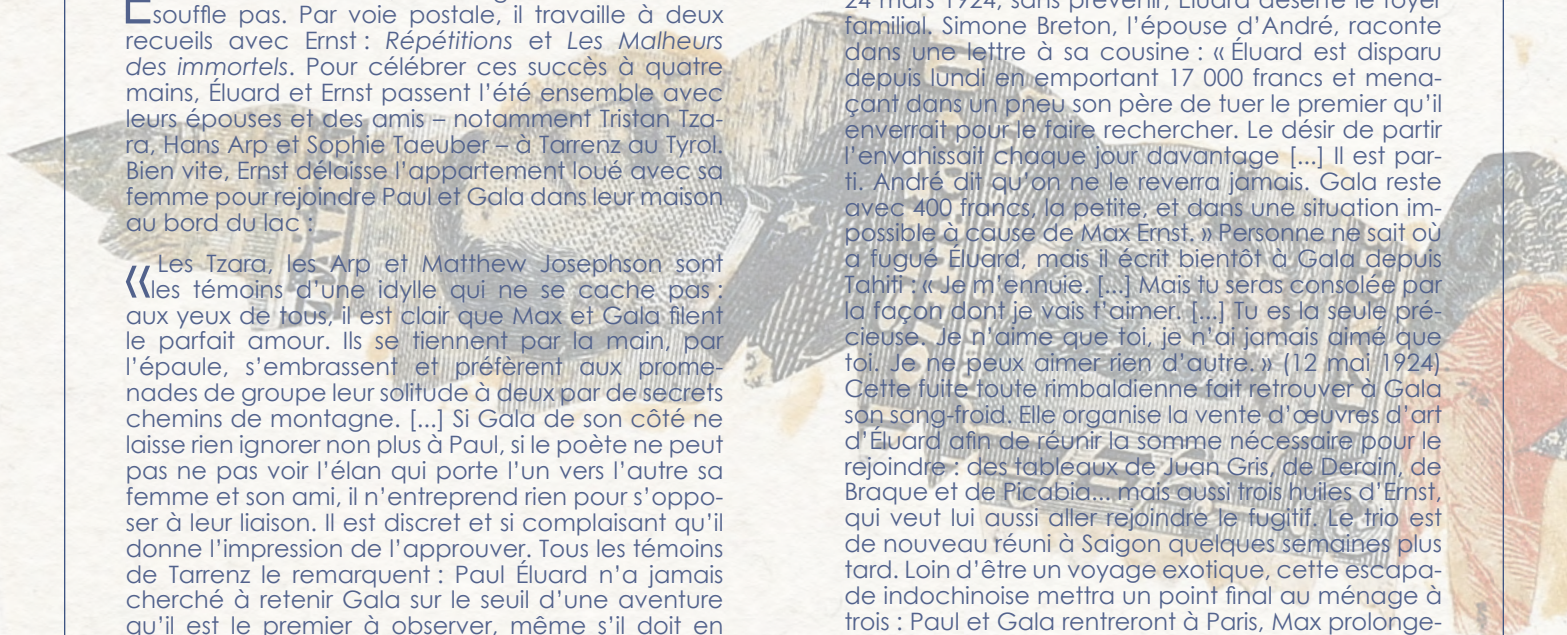 Essouffle pas. Par voie postale, il travaille à deux
recueils avec Ernst : Répétitions et Les Malheurs
des immortels. Pour célébrer ces succès à quatre
mains, Éluard et Ernst passent l’été ensemble avec
leurs épouses et des amis – notamment Tristan Tza-
ra, Hans Arp et Sophie Taeuber – à Tarrenz au Tyrol.
Bien vite, Ernst délaisse l’appartement loué avec sa
femme pour rejoindre Paul et Gala dans leur maison
au bord du lac :
« Les Tzara, les Arp et Matthew Josephson sont
les témoins d’une idylle qui ne se cache pas :
aux yeux de tous, il est clair que Max et Gala filent
le parfait amour. Ils se tiennent par la main, par
l’épaule, s’embrassent et préfèrent aux prome-
nades de groupe leur solitude à deux par de secrets
chemins de montagne. [...] Si Gala de son côté ne
laisse rien ignorer non plus à Paul, si le poète ne peut
pas ne pas voir l’élan qui porte l’un vers l’autre sa
femme et son ami, il n’entreprend rien pour s’oppo-
ser à leur liaison. Il est discret et si complaisant qu’il
donne l’impression de l’approuver. Tous les témoins
de Tarrenz le remarquent : Paul Éluard n’a jamais
cherché à retenir Gala sur le seuil d’une aventure
qu’il est le premier à observer, même s’il doit en
24 mars 1924, sans prévenir, Éluard déserte le foyer
familial. Simone Breton, l’épouse d’André, raconte
dans une lettre à sa cousine : « Éluard est disparu
depuis lundi en emportant 17 000 francs et mena-
çant dans un pneu son père de tuer le premier qu’il
enverrait pour le faire rechercher. Le désir de partir
l’envahissait chaque jour davantage [...] Il est par-
ti. André dit qu’on ne le reverra jamais. Gala reste
avec 400 francs, la petite, et dans une situation im-
possible à cause de Max Ernst. » Personne ne sait où
a fugué Éluard, mais il écrit bientôt à Gala depuis
Tahiti : « Je m’ennuie. [...] Mais tu seras consolée par
la façon dont je vais t’aimer. [...] Tu es la seule pré-
cieuse. Je n’aime que toi, je n’ai jamais aimé que
toi. Je ne peux aimer rien d’autre. » (12 mai 1924)
Cette fuite toute rimbaldienne fait retrouver à Gala
son sang-froid. Elle organise la vente d’œuvres d’art
d’Éluard afin de réunir la somme nécessaire pour le
rejoindre : des tableaux de Juan Gris, de Derain, de
Braque et de Picabia... mais aussi trois huiles d’Ernst,
qui veut lui aussi aller rejoindre le fugitif. Le trio est
de nouveau réuni à Saigon quelques semaines plus
tard. Loin d’être un voyage exotique, cette escapa-
de indochinoise mettra un point final au ménage à
trois : Paul et Gala rentreront à Paris, Max prolonge-